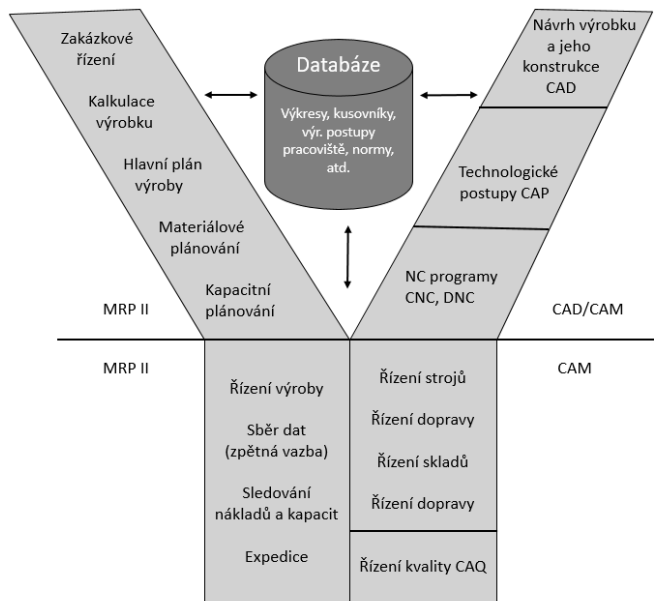 Zakázkové
řízení
Kalkulace
výrobku
Hlavní plán
výroby
Materiálové
plánování
Kapacitní
plánování
MRP II
Databáze
Výkresy, kusovníky,
výr. postupy
pracoviště, normy,
atd.
Návrh výrobku
a jeho
konstrukce
CAD
Technologické
postupy CAP
NC programy
CNC, DNC
CAD/CAM
MRP II
Řízení výroby
Sběr dat
(zpětná vazba)
Sledování
nákladů a kapacit
Expedice
Řízení strojů
Řízení dopravy
Řízení skladů
Řízení dopravy
Řízení kvality CAQ
CAM